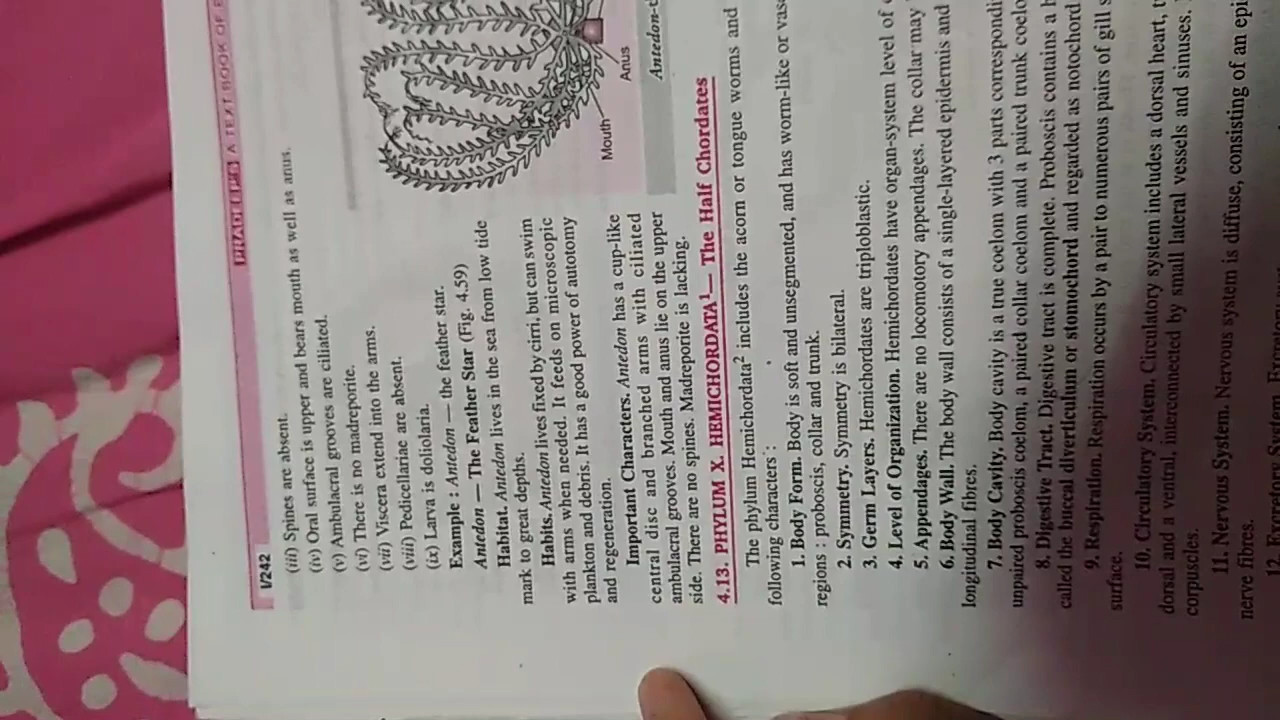 PRADEEP'S A TEXT BOOK OF
I/242
(iii) Spines are absent.
(iv) Oral surface is upper and bears mouth as well as anus.
(v) Ambulacral grooves are ciliated.
(vi) There is no madreporite.
(vii) Viscera extend into the arms.
(viii) Pedicellariae are absent.
(ix) Larva is doliolaria.
Example : Antedon — the feather star.
Antedon — The Feather Star (Fig. 4.59)
Habitat. Antedon lives in the sea from low tide
mark to great depths.
Habits. Antedon lives fixed by cirri, but can swim
with arms when needed. It feeds on microscopic
plankton and debris. It has a good power of autotomy
and regeneration.
Important Characters. Antedon has a cup-like
central disc and branched arms with ciliated
ambulacral grooves. Mouth and anus lie on the upper
side. There are no spines. Madreporite is lacking.
Mouth
Anus
Antedon-
4.13. PHYLUM X. HEMICHORDATA¹— The Half Chordates
The phylum Hemichordata² includes the acorn or tongue worms and
following characters :
1. Body Form. Body is soft and unsegmented, and has worm-like or
regions : proboscis, collar and trunk.
2. Symmetry. Symmetry is bilateral.
3. Germ Layers. Hemichordates are triploblastic.
4. Level of Organization. Hemichordates have organ-system level of
5. Appendages. There are no locomotory appendages. The collar may
6. Body Wall. The body wall consists of a single-layered epidermis and
longitudinal fibres.
7. Body Cavity. Body cavity is a true coelom with 3 parts
unpaired proboscis coelom, a paired collar coelom and a paired trunk
8. Digestive Tract. Digestive tract is complete. Proboscis contains a
called the buccal diverticulum or stomochord and regarded as notochord
9. Respiration. Respiration occurs by a pair to numerous pairs of gill
surface.
10. Circulatory System. Circulatory system includes a dorsal heart,
dorsal and a ventral, interconnected by small lateral vessels and sinuses.
corpuscles.
11. Nervous System. Nervous system is diffuse, consisting of an
nerve fibres.
12.